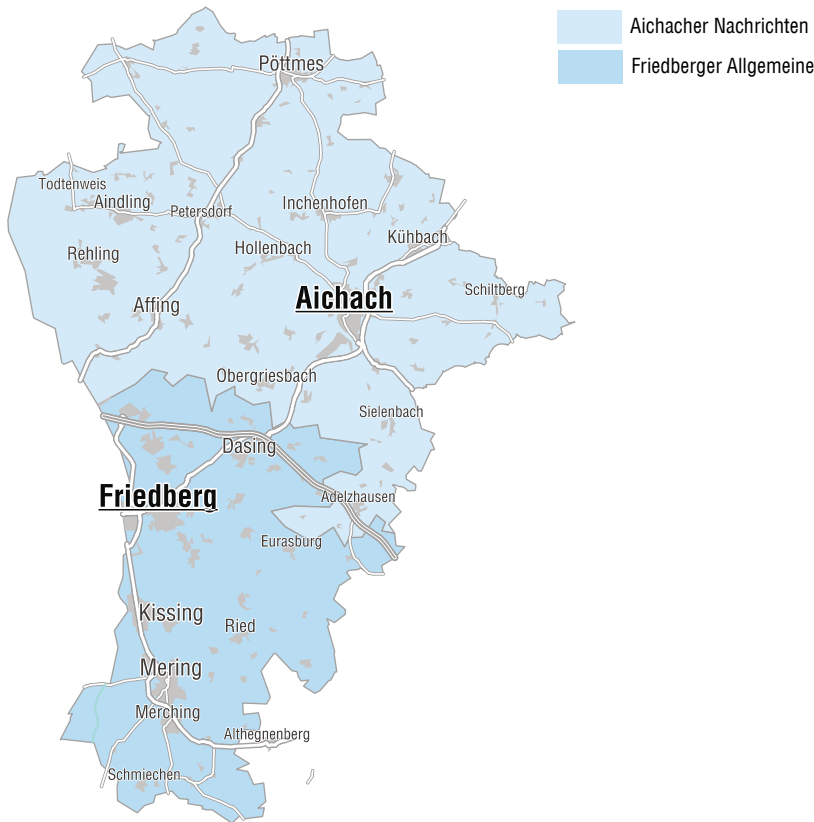 Aichacher Nachrichten
Friedberger Allgemeine
Pöttmes
Todtenweis
Aindling
Petersdorf
Inchenhofen
Kühbach
Rehling
Hollenbach
Schiltberg
Affing
Aichach
Obergriesbach
Sielenbach
Dasing
Friedberg
Adelzhausen
Eurasburg
Kissing
Ried
Mering
Merching
Althegnenberg
Schmiechen